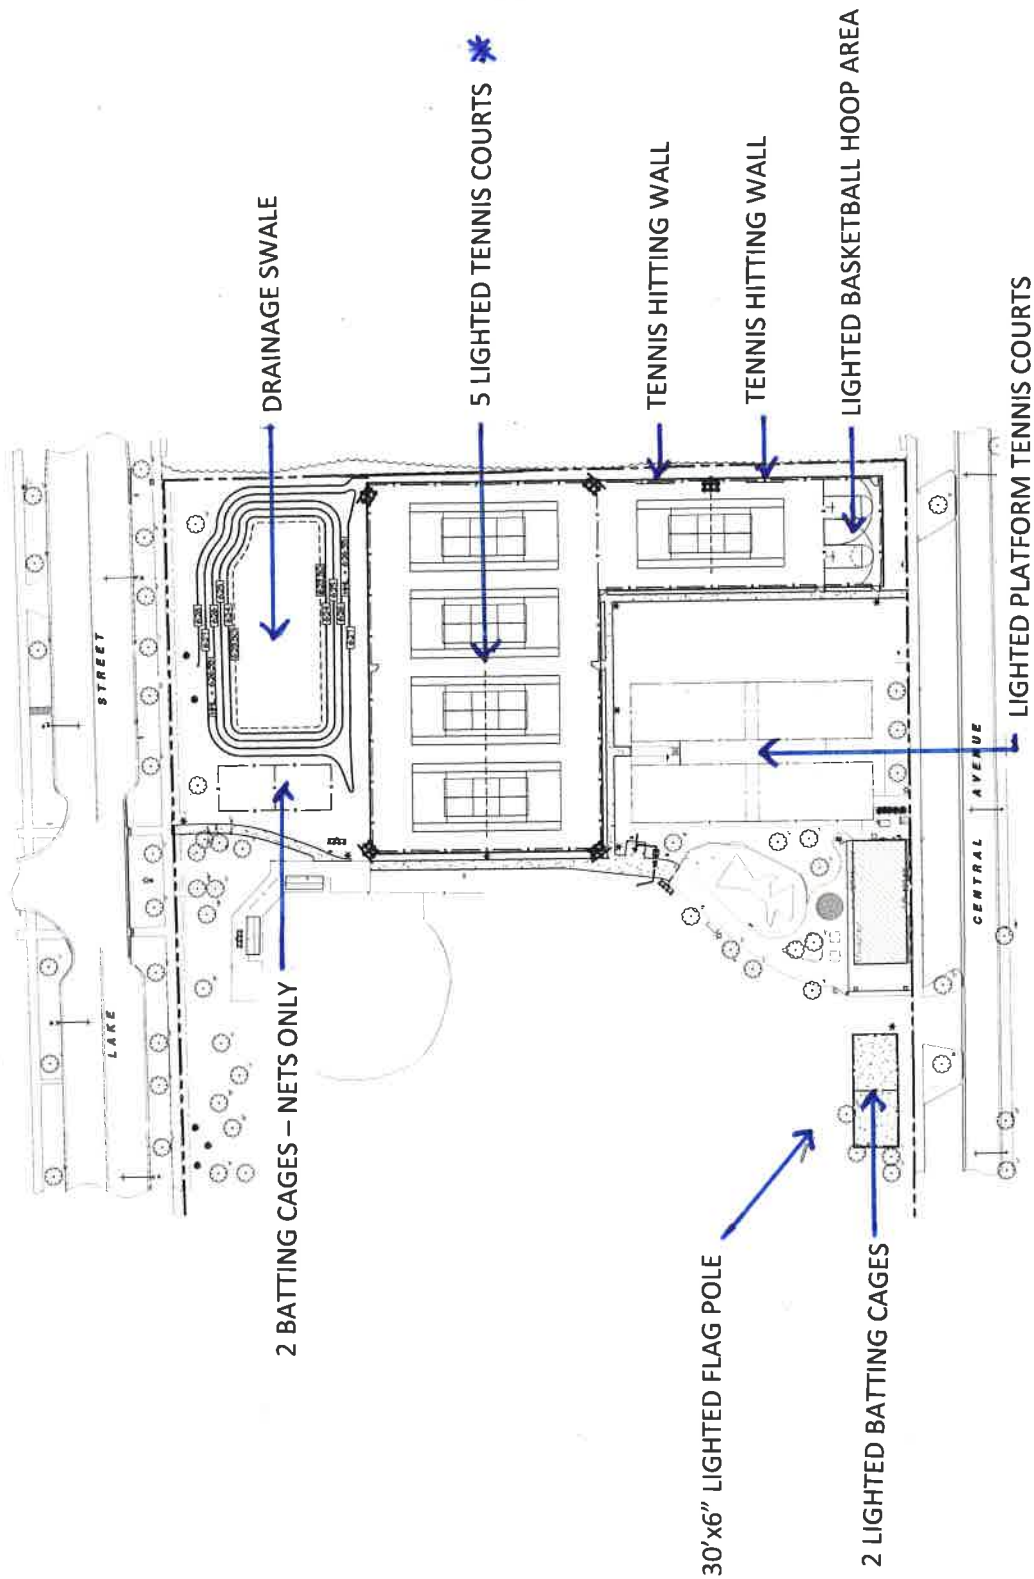 DRAINAGE SWALE
5 LIGHTED TENNIS COURTS *
TENNIS HITTING WALL
TENNIS HITTING WALL
LIGHTED BASKETBALL HOOP AREA
LIGHTED PLATFORM TENNIS COURTS
2 BATTING CAGES – NETS ONLY
30'x6" LIGHTED FLAG POLE
2 LIGHTED BATTING CAGES
LAKE STREET
CENTRAL AVENUE